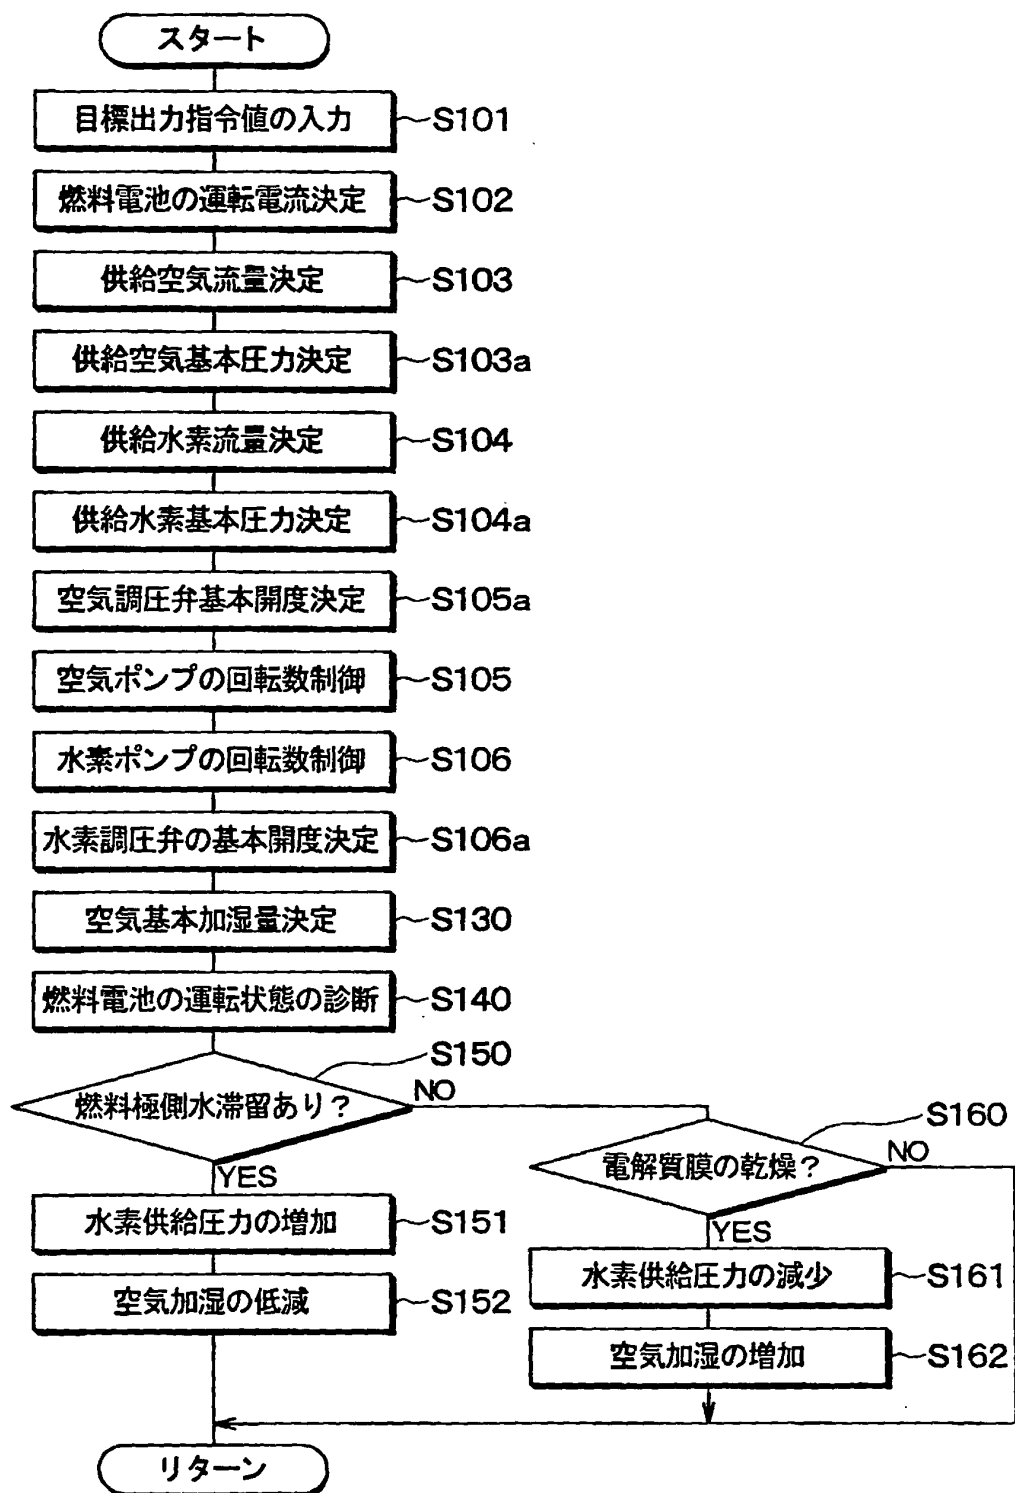 スタート
目標出力指令値の入力 S101
燃料電池の運転電流決定 S102
供給空気流量決定 S103
供給空気基本圧力決定 S103a
供給水素流量決定 S104
供給水素基本圧力決定 S104a
空気調圧弁基本開度決定 S105a
空気ポンプの回転数制御 S105
水素ポンプの回転数制御 S106
水素調圧弁の基本開度決定 S106a
空気基本加湿量決定 S130
燃料電池の運転状態の診断 S140
S150
燃料極側水滞留あり？ NO
YES
S160
電解質膜の乾燥？ NO
YES
水素供給圧力の増加 S151
空気加湿の低減 S152
水素供給圧力の減少 S161
空気加湿の増加 S162
リターン